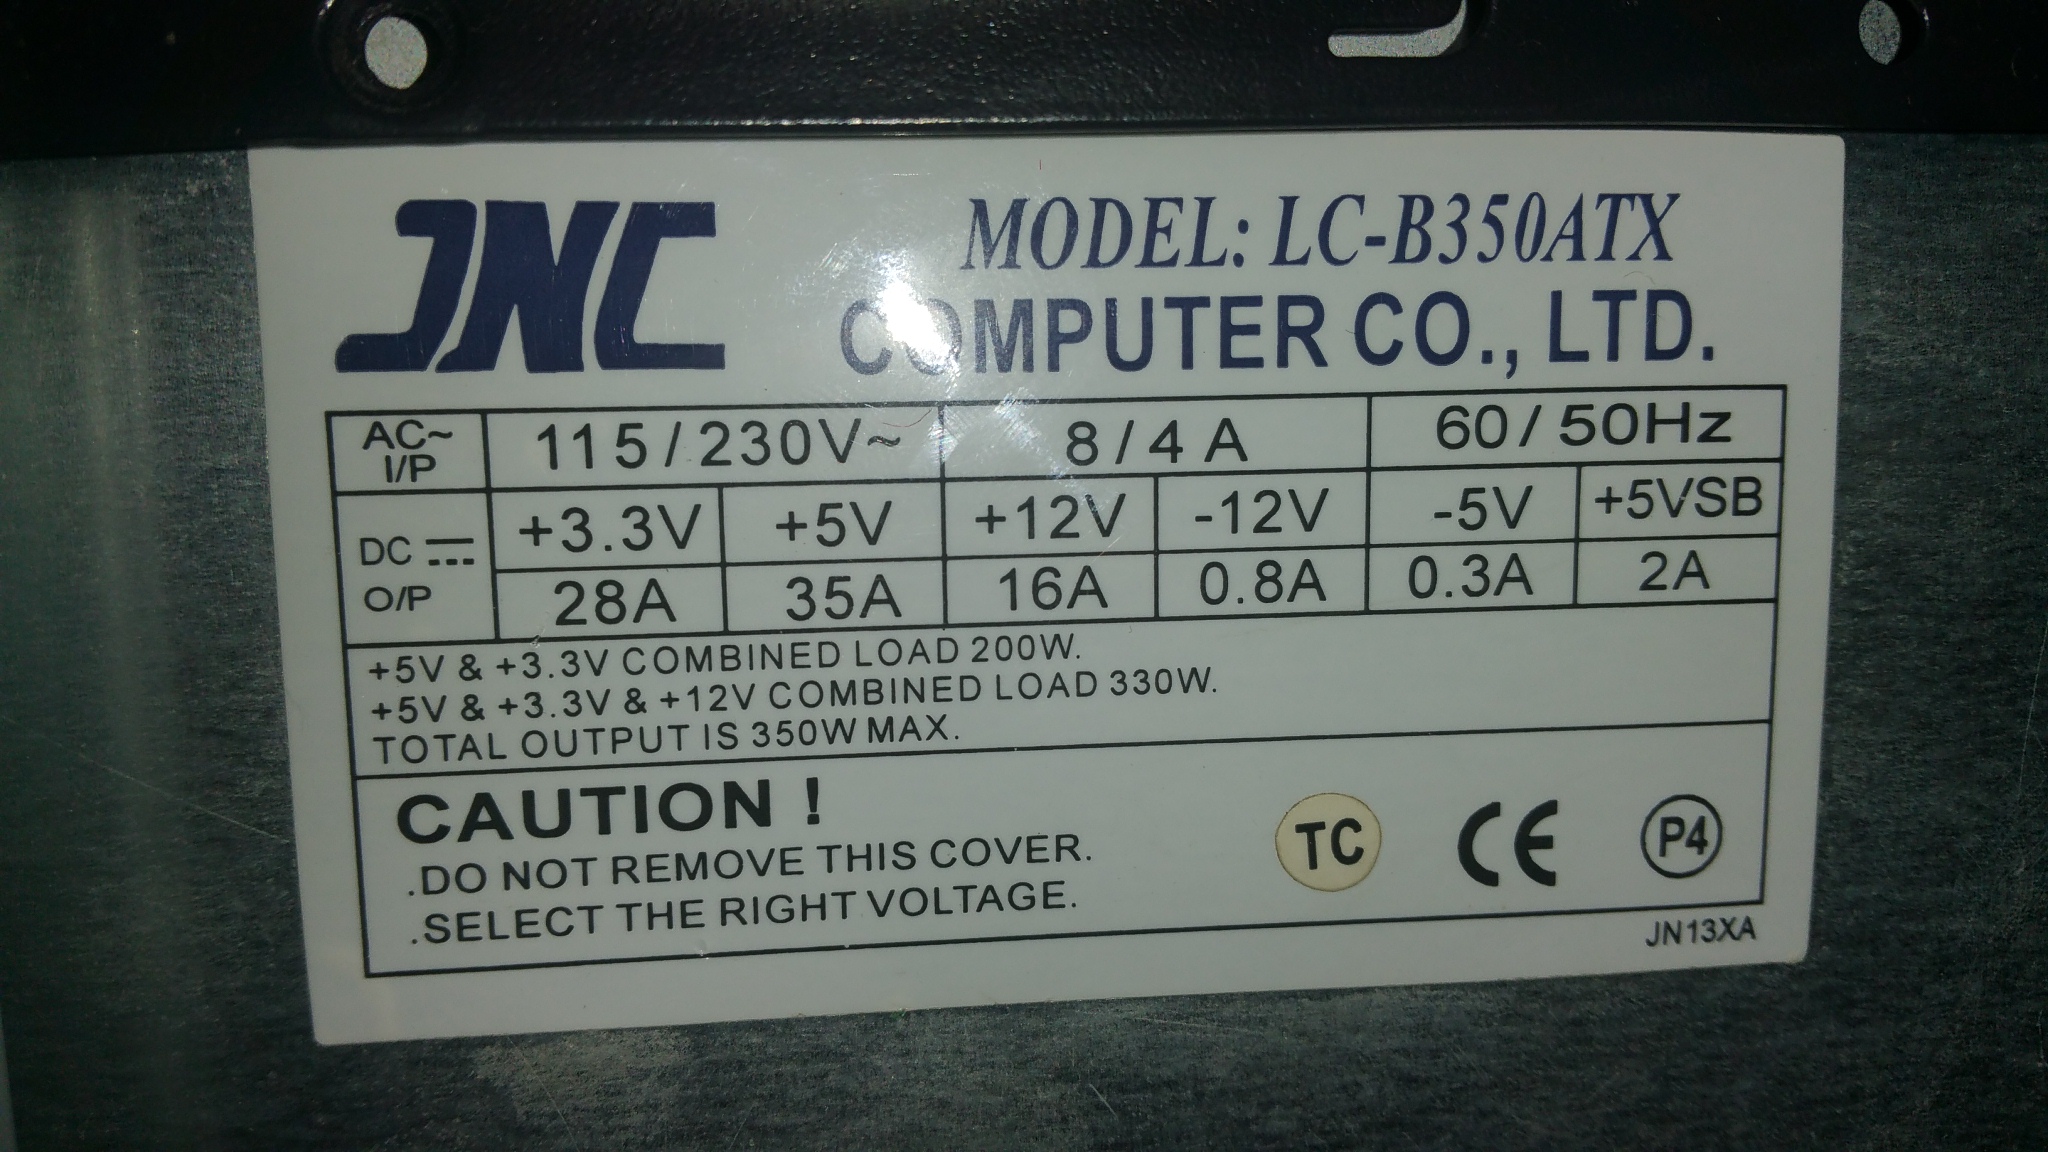 JNC
MODEL: LC-B350ATX
COMPUTER CO., LTD.
AC~ I/P 115/230V~ 8/4 A 60/50Hz
DC O/P +3.3V +5V +12V -12V -5V +5VSB
28A 35A 16A 0.8A 0.3A 2A
+5V & +3.3V COMBINED LOAD 200W.
+5V & +3.3V & +12V COMBINED LOAD 330W.
TOTAL OUTPUT IS 350W MAX.
CAUTION !
.DO NOT REMOVE THIS COVER.
.SELECT THE RIGHT VOLTAGE.
TC CE P4
JN13XA